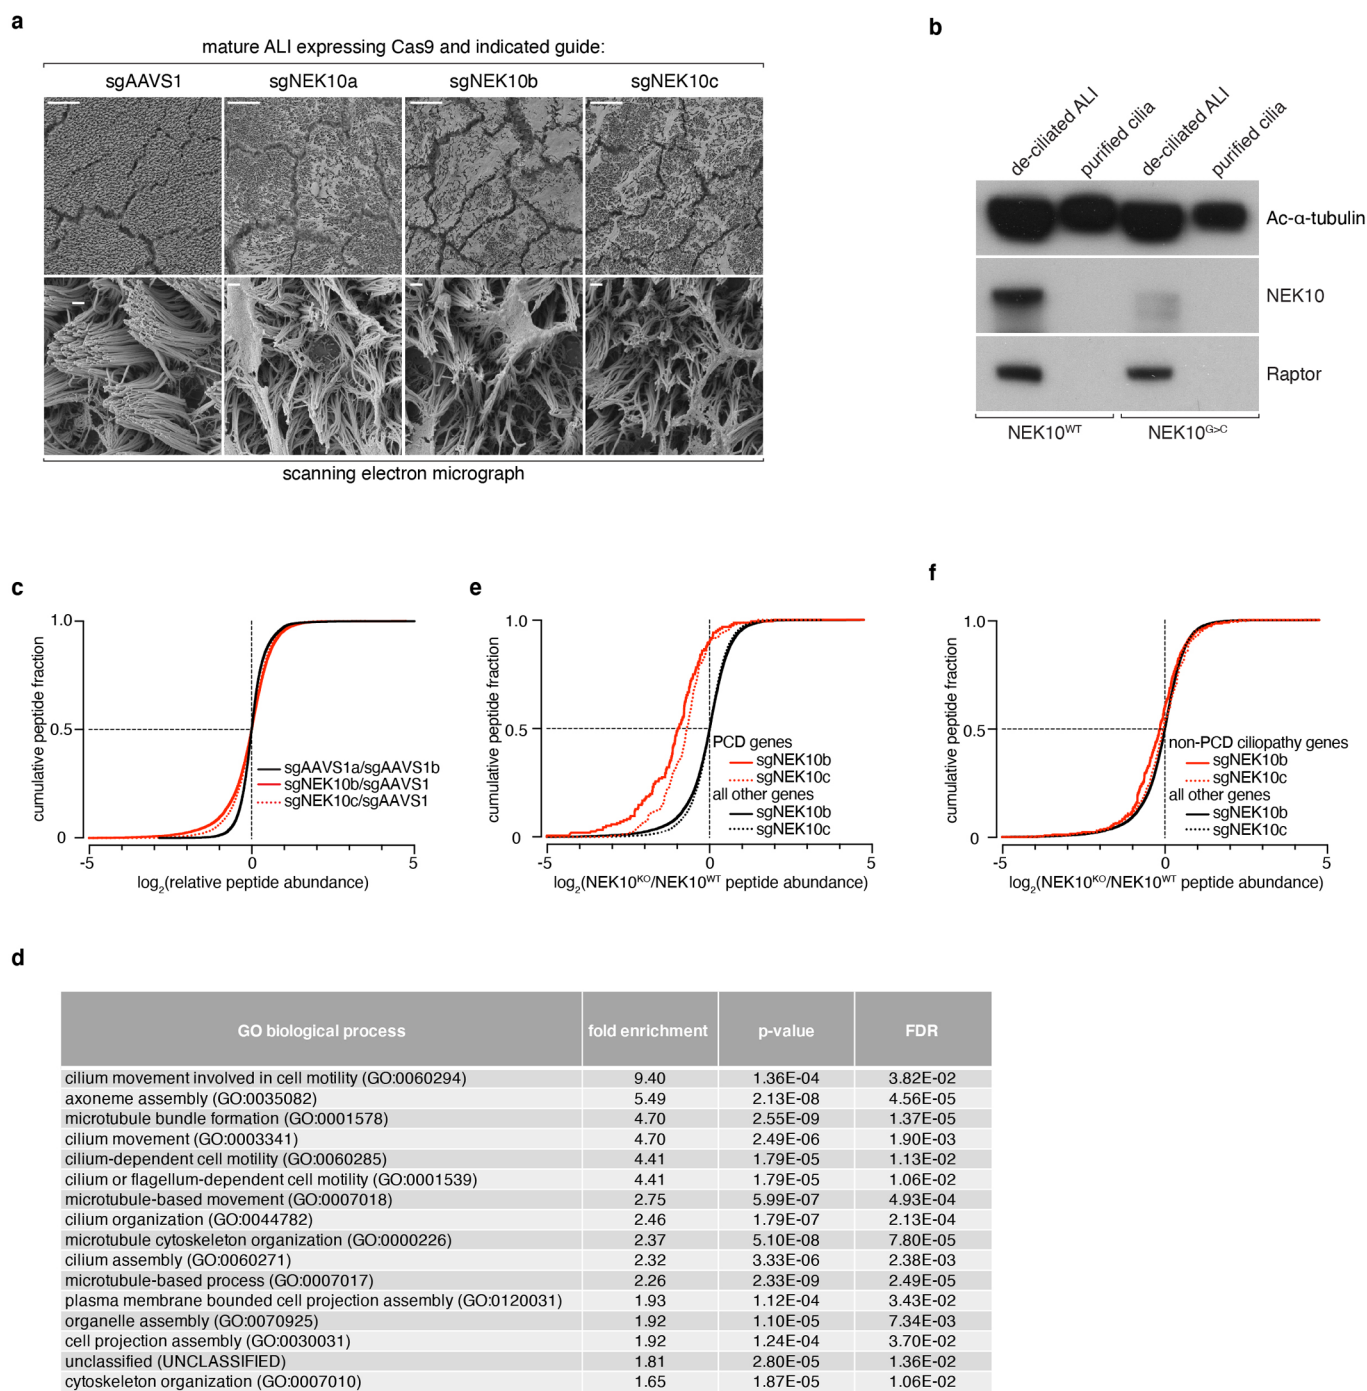 a
mature ALI expressing Cas9 and indicated guide:
sgAAVS1 sgNEK10a sgNEK10b sgNEK10c
scanning electron micrograph
b
de-ciliated ALI purified cilia de-ciliated ALI purified cilia
Ac-α-tubulin
NEK10
Raptor
NEK10WT NEK10G>C
c
cumulative peptide fraction
1.0
0.5
0
sgAAVS1a/sgAAVS1b
sgNEK10b/sgAAVS1
sgNEK10c/sgAAVS1
-5 0 5
log2(relative peptide abundance)
e
cumulative peptide fraction
1.0
0.5
0
PCD genes
sgNEK10b
sgNEK10c
all other genes
sgNEK10b
sgNEK10c
-5 0 5
log2(NEK10KO/NEK10WT peptide abundance)
f
cumulative peptide fraction
1.0
0.5
0
non-PCD ciliopathy genes
sgNEK10b
sgNEK10c
all other genes
sgNEK10b
sgNEK10c
-5 0 5
log2(NEK10KO/NEK10WT peptide abundance)
d
GO biological process fold enrichment p-value FDR
cilium movement involved in cell motility (GO:0060294) 9.40 1.36E-04 3.82E-02
axoneme assembly (GO:0035082) 5.49 2.13E-08 4.56E-05
microtubule bundle formation (GO:0001578) 4.70 2.55E-09 1.37E-05
cilium movement (GO:0003341) 4.70 2.49E-06 1.90E-03
cilium-dependent cell motility (GO:0060285) 4.41 1.79E-05 1.13E-02
cilium or flagellum-dependent cell motility (GO:0001539) 4.41 1.79E-05 1.06E-02
microtubule-based movement (GO:0007018) 2.75 5.99E-07 4.93E-04
cilium organization (GO:0044782) 2.46 1.79E-07 2.13E-04
microtubule cytoskeleton organization (GO:0000226) 2.37 5.10E-08 7.80E-05
cilium assembly (GO:0060271) 2.32 3.33E-06 2.38E-03
microtubule-based process (GO:0007017) 2.26 2.33E-09 2.49E-05
plasma membrane bounded cell projection assembly (GO:0120031) 1.93 1.12E-04 3.43E-02
organelle assembly (GO:0070925) 1.92 1.10E-05 7.34E-03
cell projection assembly (GO:0030031) 1.92 1.24E-04 3.70E-02
unclassified (UNCLASSIFIED) 1.81 2.80E-05 1.36E-02
cytoskeleton organization (GO:0007010) 1.65 1.87E-05 1.06E-02